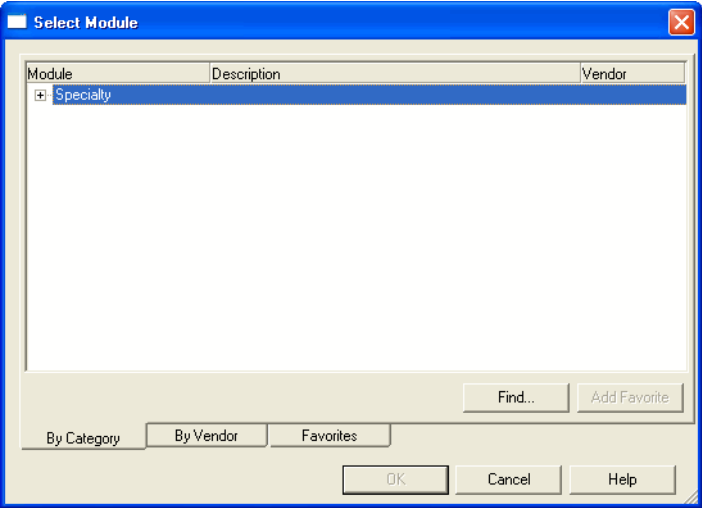 Select Module
Module Description Vendor
Specialty
Find... Add Favorite
By Category By Vendor Favorites
OK Cancel Help